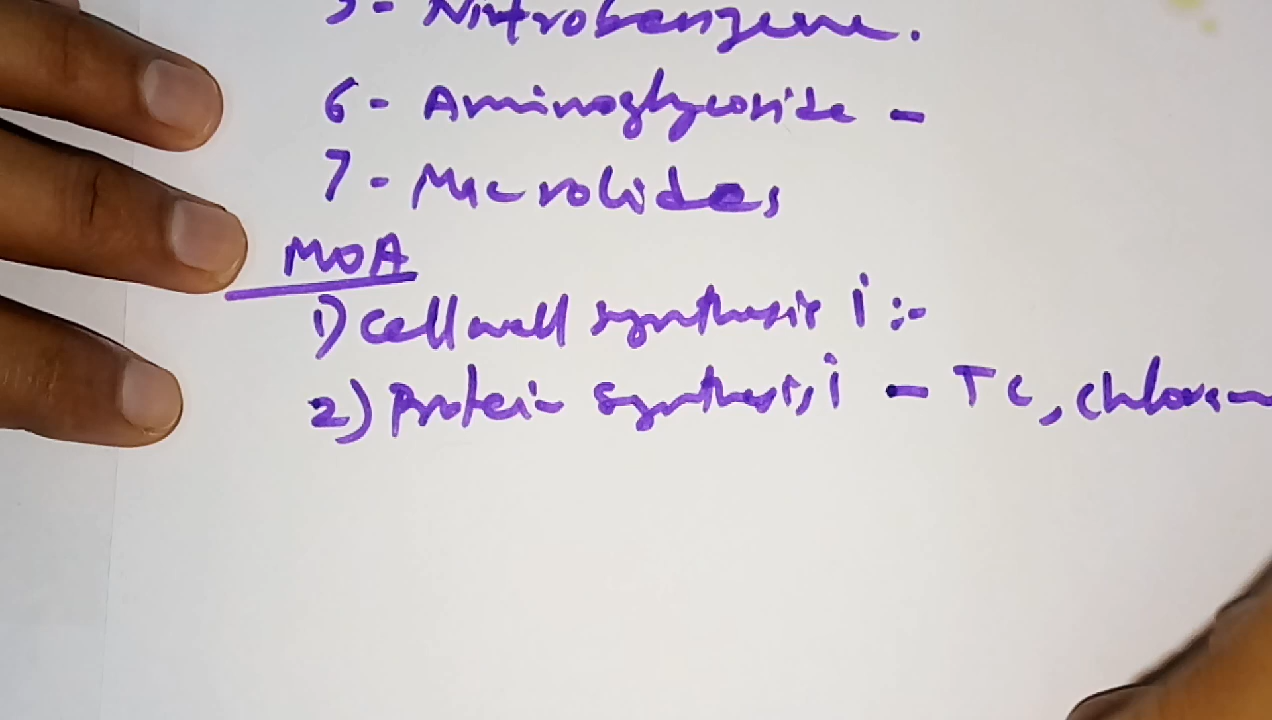 5- Nitrobenzene.
6- Aminoglycoside -
7- Macrolides
MOA
1) Cell wall synthesis i :-
2) Protein synthesis i - TC, chloram